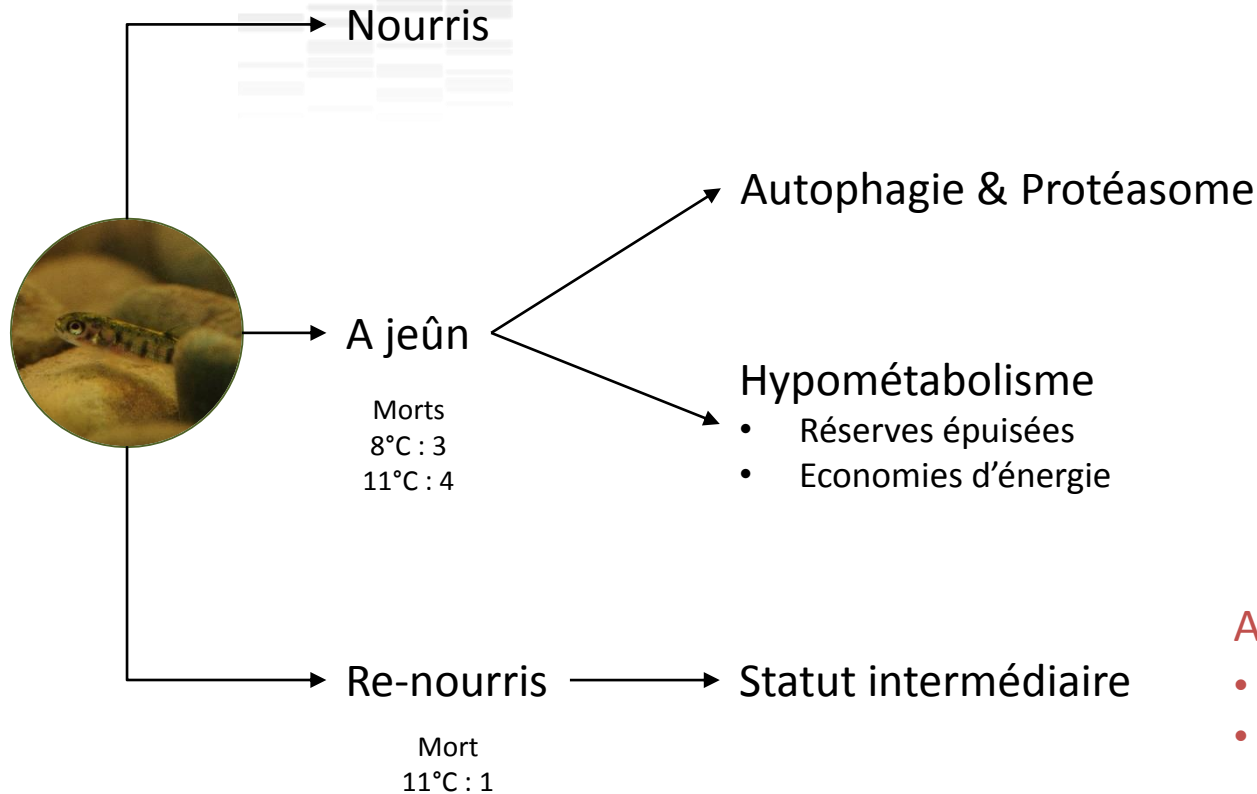 Nourris
Autophagie & Protéasome
A jeûn
Morts
8°C : 3
11°C : 4
Hypométabolisme
• Réserves épuisées
• Economies d’énergie
Re-nourris
Statut intermédiaire
Mort
11°C : 1